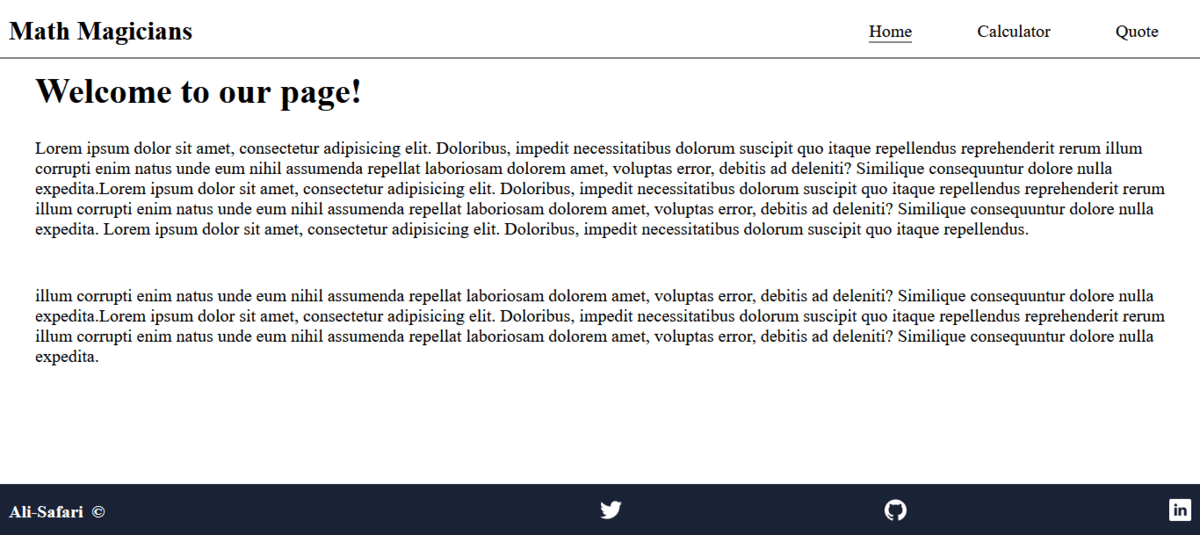 Math Magicians
Home Calculator Quote
Welcome to our page!
Lorem ipsum dolor sit amet, consectetur adipisicing elit. Doloribus, impedit necessitatibus dolorum suscipit quo itaque repellendus reprehenderit rerum illum
corrupti enim natus unde eum nihil assumenda repellat laboriosam dolorem amet, voluptas error, debitis ad deleniti? Similique consequuntur dolore nulla
expedita.Lorem ipsum dolor sit amet, consectetur adipisicing elit. Doloribus, impedit necessitatibus dolorum suscipit quo itaque repellendus reprehenderit rerum
illum corrupti enim natus unde eum nihil assumenda repellat laboriosam dolorem amet, voluptas error, debitis ad deleniti? Similique consequuntur dolore nulla
expedita. Lorem ipsum dolor sit amet, consectetur adipisicing elit. Doloribus, impedit necessitatibus dolorum suscipit quo itaque repellendus.
illum corrupti enim natus unde eum nihil assumenda repellat laboriosam dolorem amet, voluptas error, debitis ad deleniti? Similique consequuntur dolore nulla
expedita.Lorem ipsum dolor sit amet, consectetur adipisicing elit. Doloribus, impedit necessitatibus dolorum suscipit quo itaque repellendus reprehenderit rerum
illum corrupti enim natus unde eum nihil assumenda repellat laboriosam dolorem amet, voluptas error, debitis ad deleniti? Similique consequuntur dolore nulla
expedita.
Ali-Safari ©
in